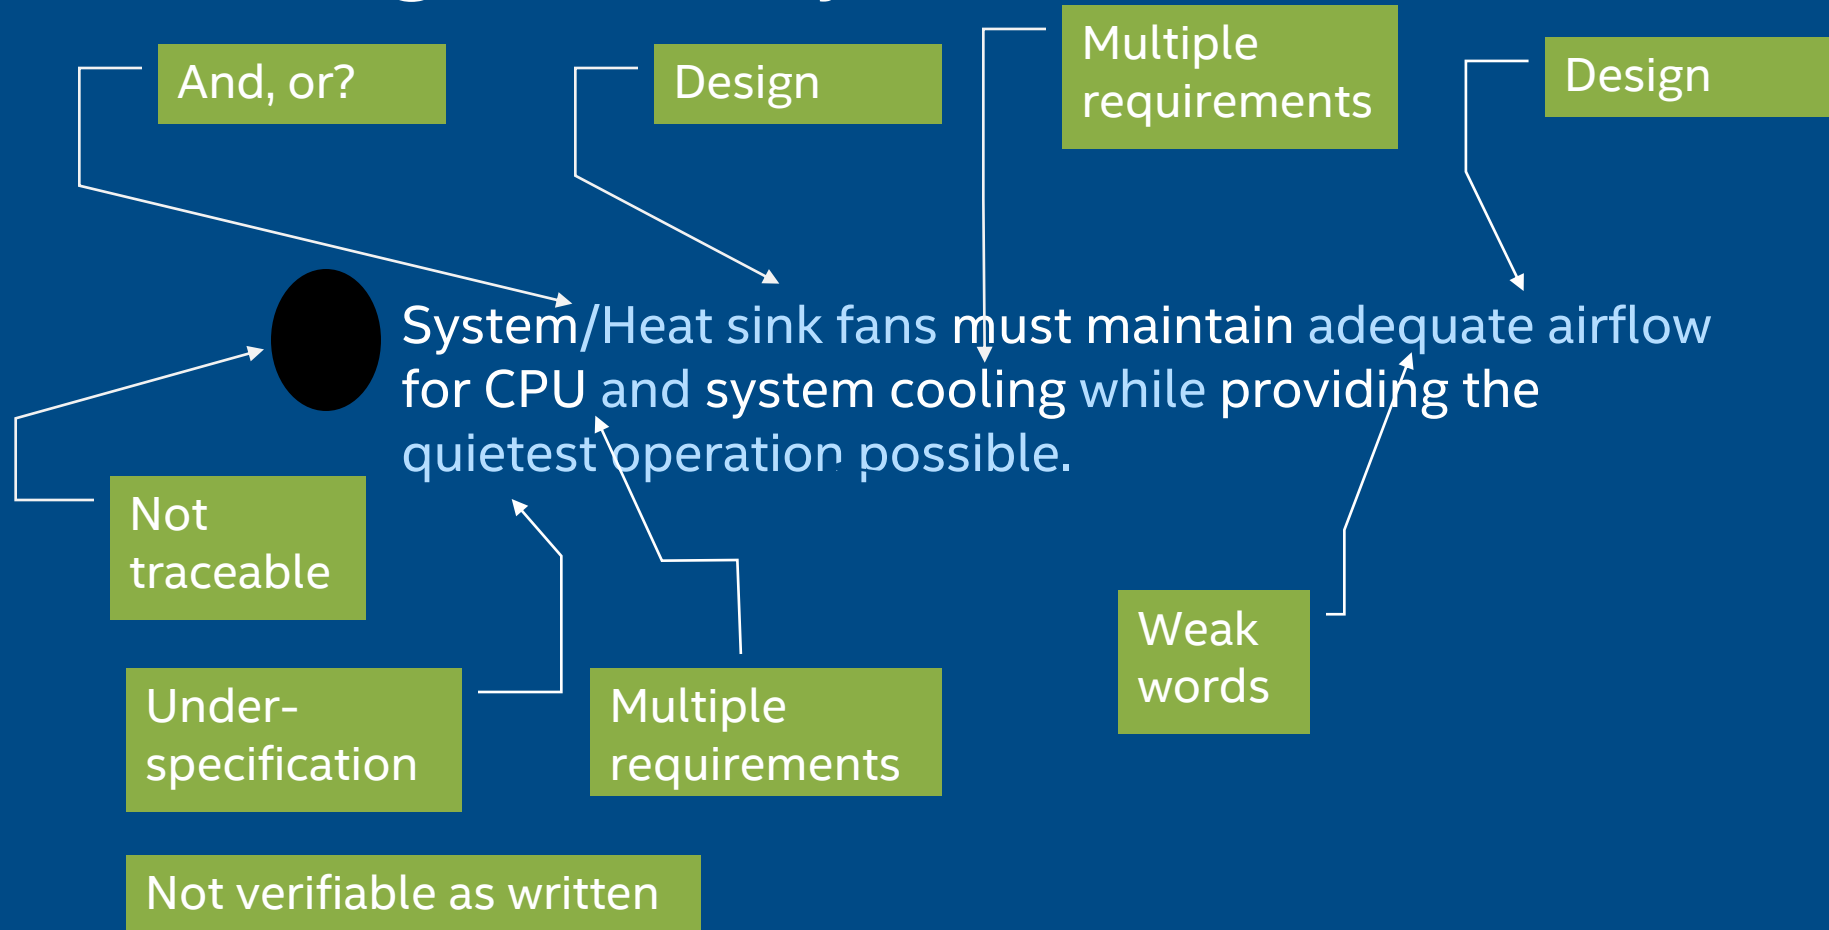 And, or?
Design
Multiple
requirements
Design
System/Heat sink fans must maintain adequate airflow
for CPU and system cooling while providing the
quietest operation possible.
Not
traceable
Under-
specification
Multiple
requirements
Weak
words
Not verifiable as written